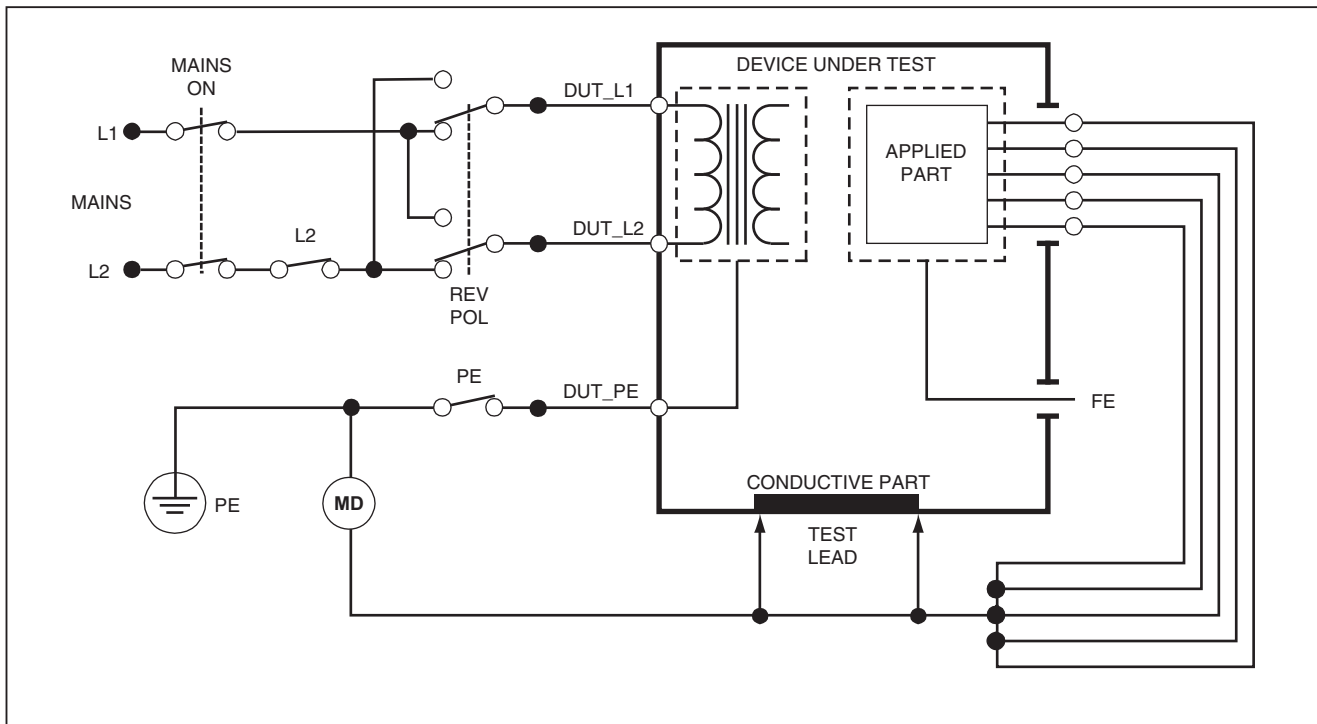 MAINS
ON
L1
MAINS
L2
L2
REV
POL
DUT_L1
DUT_L2
PE
DUT_PE
PE
MD
DEVICE UNDER TEST
APPLIED
PART
FE
CONDUCTIVE PART
TEST
LEAD